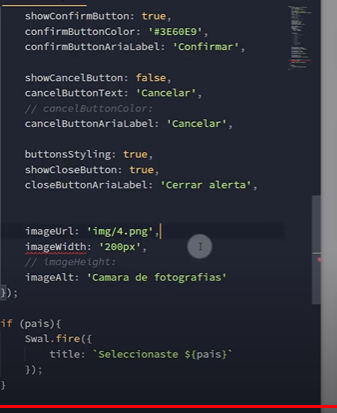 showConfirmButton: true,
confirmButtonColor: '#3E60E9',
confirmButtonAriaLabel: 'Confirmar',
showCancelButton: false,
cancelButtonText: 'Cancelar',
// cancelButtonColor:
cancelButtonAriaLabel: 'Cancelar',
buttonsStyling: true,
showCloseButton: true,
closeButtonAriaLabel: 'Cerrar alerta',
imageUrl: 'img/4.png',
imageWidth: '200px',
// imageHeight:
imageAlt: 'Camara de fotografias'
});
if (pais){
Swal.fire({
title: `Seleccionaste ${pais}`
});
}